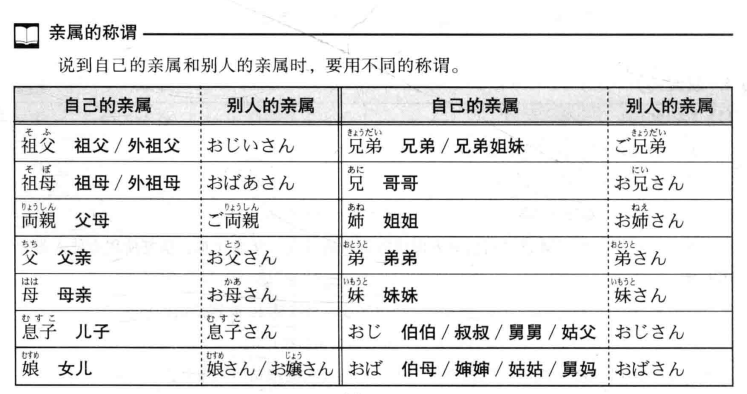 亲属的称谓
说到自己的亲属和别人的亲属时，要用不同的称谓。
自己的亲属 别人的亲属 自己的亲属 别人的亲属
そ ふ きょうだい きょうだい
祖父 祖父 / 外祖父 おじいさん 兄弟 兄弟 / 兄弟姐妹 ご兄弟
そ ぼ あに にい
祖母 祖母 / 外祖母 おばあさん 兄 哥哥 お兄さん
りょうしん りょうしん あね ねえ
両親 父母 ご両親 姉 姐姐 お姉さん
ちち とう おとうと おとうと
父 父亲 お父さん 弟 弟弟 弟さん
はは かあ いもうと いもうと
母 母亲 お母さん 妹 妹妹 妹さん
むすこ むすこ
息子 儿子 息子さん おじ 伯伯 / 叔叔 / 舅舅 / 姑父 おじさん
むすめ むすめ じょう
娘 女儿 娘さん / お嬢さん おば 伯母 / 婶婶 / 姑姑 / 舅妈 おばさん